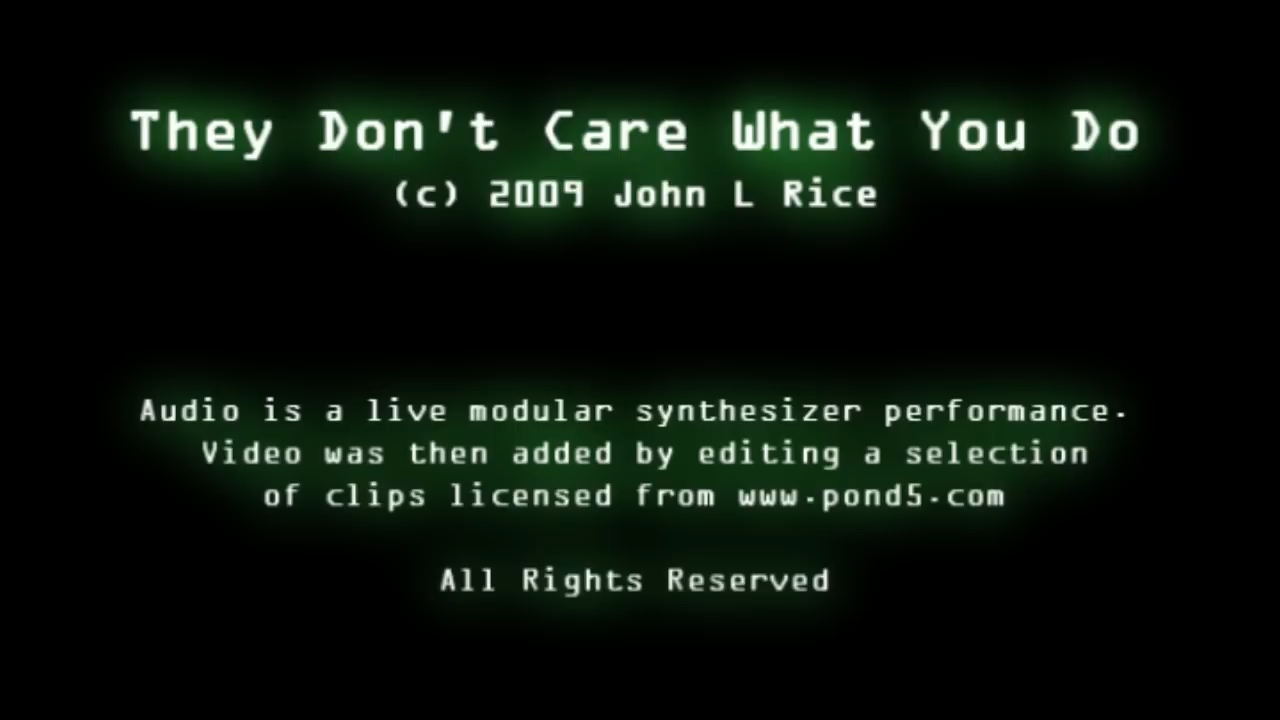 They Don't Care What You Do
(c) 2009 John L Rice
Audio is a live modular synthesizer performance.
Video was then added by editing a selection
of clips licensed from www.pond5.com
All Rights Reserved